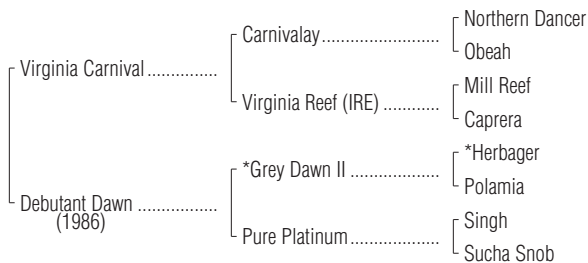 Northern Dancer
Carnivalay
Obeah
Virginia Carnival
Mill Reef
Virginia Reef (IRE)
Caprera
*Herbager
*Grey Dawn II
Polamia
Debutant Dawn
(1986)
Singh
Pure Platinum
Sucha Snob